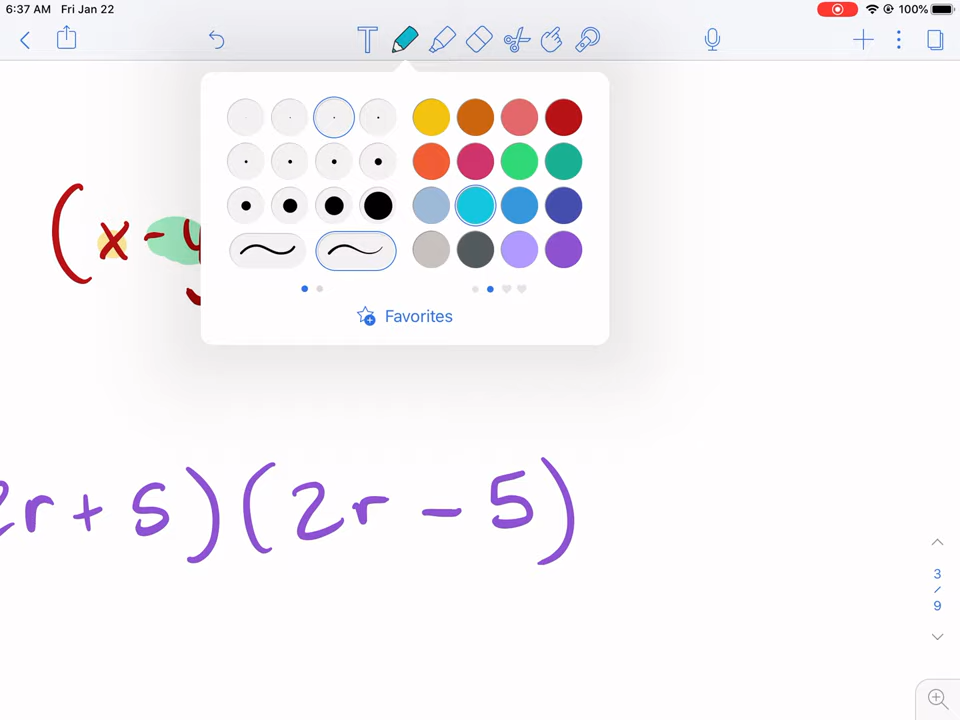 6:37 AM Fri Jan 22
100%
T
(x - y
Favorites
2r + 5)(2r - 5)
3
/
9